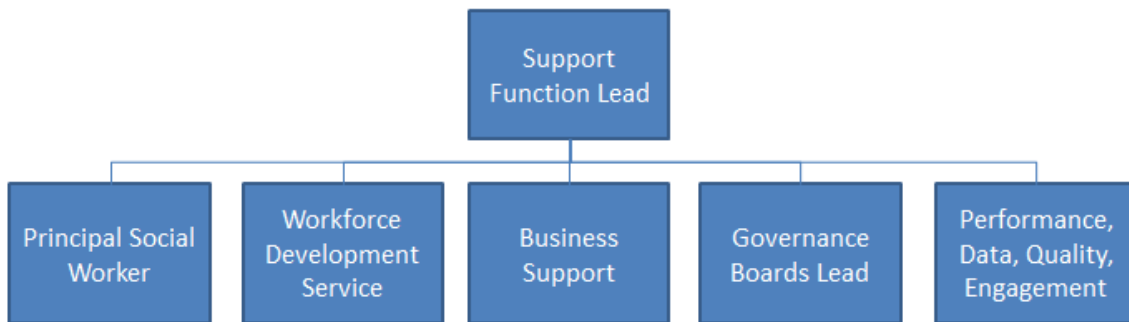 Support
Function Lead
Principal Social
Worker
Workforce
Development
Service
Business
Support
Governance
Boards Lead
Performance,
Data, Quality,
Engagement